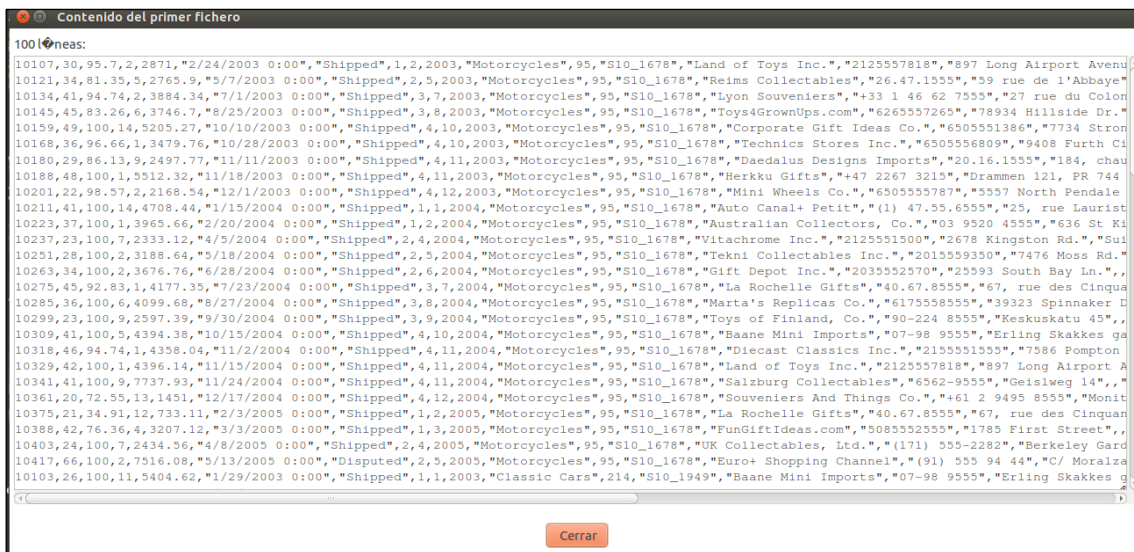 Contenido del primer fichero
100 l�neas:
10107,30,95.7,2,2871,"2/24/2003 0:00","Shipped",1,2,2003,"Motorcycles",95,"S10_1678","Land of Toys Inc.","2125557818","897 Long Airport Avenu
10121,34,81.35,5,2765.9,"5/7/2003 0:00","Shipped",2,5,2003,"Motorcycles",95,"S10_1678","Reims Collectables","26.47.1555","59 rue de l'Abbaye"
10134,41,94.74,2,3884.34,"7/1/2003 0:00","Shipped",3,7,2003,"Motorcycles",95,"S10_1678","Lyon Souveniers","+33 1 46 62 7555","27 rue du Colon
10145,45,83.26,6,3746.7,"8/25/2003 0:00","Shipped",3,8,2003,"Motorcycles",95,"S10_1678","Toys4GrownUps.com","6265557265","78934 Hillside Dr."
10159,49,100,14,5205.27,"10/10/2003 0:00","Shipped",4,10,2003,"Motorcycles",95,"S10_1678","Corporate Gift Ideas Co.","6505551386","7734 Stron
10168,36,96.66,1,3479.76,"10/28/2003 0:00","Shipped",4,10,2003,"Motorcycles",95,"S10_1678","Technics Stores Inc.","6505556809","9408 Furth Ci
10180,29,86.13,9,2497.77,"11/11/2003 0:00","Shipped",4,11,2003,"Motorcycles",95,"S10_1678","Daedalus Designs Imports","20.16.1555","184, chau
10188,48,100,1,5512.32,"11/18/2003 0:00","Shipped",4,11,2003,"Motorcycles",95,"S10_1678","Herkku Gifts","+47 2267 3215","Drammen 121, PR 744
10201,22,98.57,2,2168.54,"12/1/2003 0:00","Shipped",4,12,2003,"Motorcycles",95,"S10_1678","Mini Wheels Co.","6505555787","5557 North Pendale
10211,41,100,14,4708.44,"1/15/2004 0:00","Shipped",1,1,2004,"Motorcycles",95,"S10_1678","Auto Canal+ Petit","(1) 47.55.6555","25, rue Laurist
10223,37,100,1,3965.66,"2/20/2004 0:00","Shipped",1,2,2004,"Motorcycles",95,"S10_1678","Australian Collectors, Co.","03 9520 4555","636 St Ki
10237,23,100,7,2333.12,"4/5/2004 0:00","Shipped",2,4,2004,"Motorcycles",95,"S10_1678","Vitachrome Inc.","2125551500","2678 Kingston Rd.","Sui
10251,28,100,2,3188.64,"5/18/2004 0:00","Shipped",2,5,2004,"Motorcycles",95,"S10_1678","Tekni Collectables Inc.","2015559350","7476 Moss Rd."
10263,34,100,2,3676.76,"6/28/2004 0:00","Shipped",2,6,2004,"Motorcycles",95,"S10_1678","Gift Depot Inc.","2035552570","25593 South Bay Ln.",,
10275,45,92.83,1,4177.35,"7/23/2004 0:00","Shipped",3,7,2004,"Motorcycles",95,"S10_1678","La Rochelle Gifts","40.67.8555","67, rue des Cinqua
10285,36,100,6,4099.68,"8/27/2004 0:00","Shipped",3,8,2004,"Motorcycles",95,"S10_1678","Marta's Replicas Co.","6175558555","39323 Spinnaker D
10299,23,100,9,2597.39,"9/30/2004 0:00","Shipped",3,9,2004,"Motorcycles",95,"S10_1678","Toys of Finland, Co.","90-224 8555","Keskuskatu 45",,
10309,41,100,5,4394.38,"10/15/2004 0:00","Shipped",4,10,2004,"Motorcycles",95,"S10_1678","Baane Mini Imports","07-98 9555","Erling Skakkes ga
10318,46,94.74,1,4358.04,"11/2/2004 0:00","Shipped",4,11,2004,"Motorcycles",95,"S10_1678","Diecast Classics Inc.","2155551555","7586 Pompton
10329,42,100,1,4396.14,"11/15/2004 0:00","Shipped",4,11,2004,"Motorcycles",95,"S10_1678","Land of Toys Inc.","2125557818","897 Long Airport A
10341,41,100,9,7737.93,"11/24/2004 0:00","Shipped",4,11,2004,"Motorcycles",95,"S10_1678","Salzburg Collectables","6562-9555","Geislweg 14",,"
10361,20,72.55,13,1451,"12/17/2004 0:00","Shipped",4,12,2004,"Motorcycles",95,"S10_1678","Souveniers And Things Co.","+61 2 9495 8555","Monit
10375,21,34.91,12,733.11,"2/3/2005 0:00","Shipped",1,2,2005,"Motorcycles",95,"S10_1678","La Rochelle Gifts","40.67.8555","67, rue des Cinquan
10388,42,76.36,4,3207.12,"3/3/2005 0:00","Shipped",1,3,2005,"Motorcycles",95,"S10_1678","FunGiftIdeas.com","5085552555","1785 First Street",,
10403,24,100,7,2434.56,"4/8/2005 0:00","Shipped",2,4,2005,"Motorcycles",95,"S10_1678","UK Collectables, Ltd.","(171) 555-2282","Berkeley Gard
10417,66,100,2,7516.08,"5/13/2005 0:00","Disputed",2,5,2005,"Motorcycles",95,"S10_1678","Euro+ Shopping Channel","(91) 555 94 44","C/ Moralza
10103,26,100,11,5404.62,"1/29/2003 0:00","Shipped",1,1,2003,"Classic Cars",214,"S10_1949","Baane Mini Imports","07-98 9555","Erling Skakkes g
Cerrar